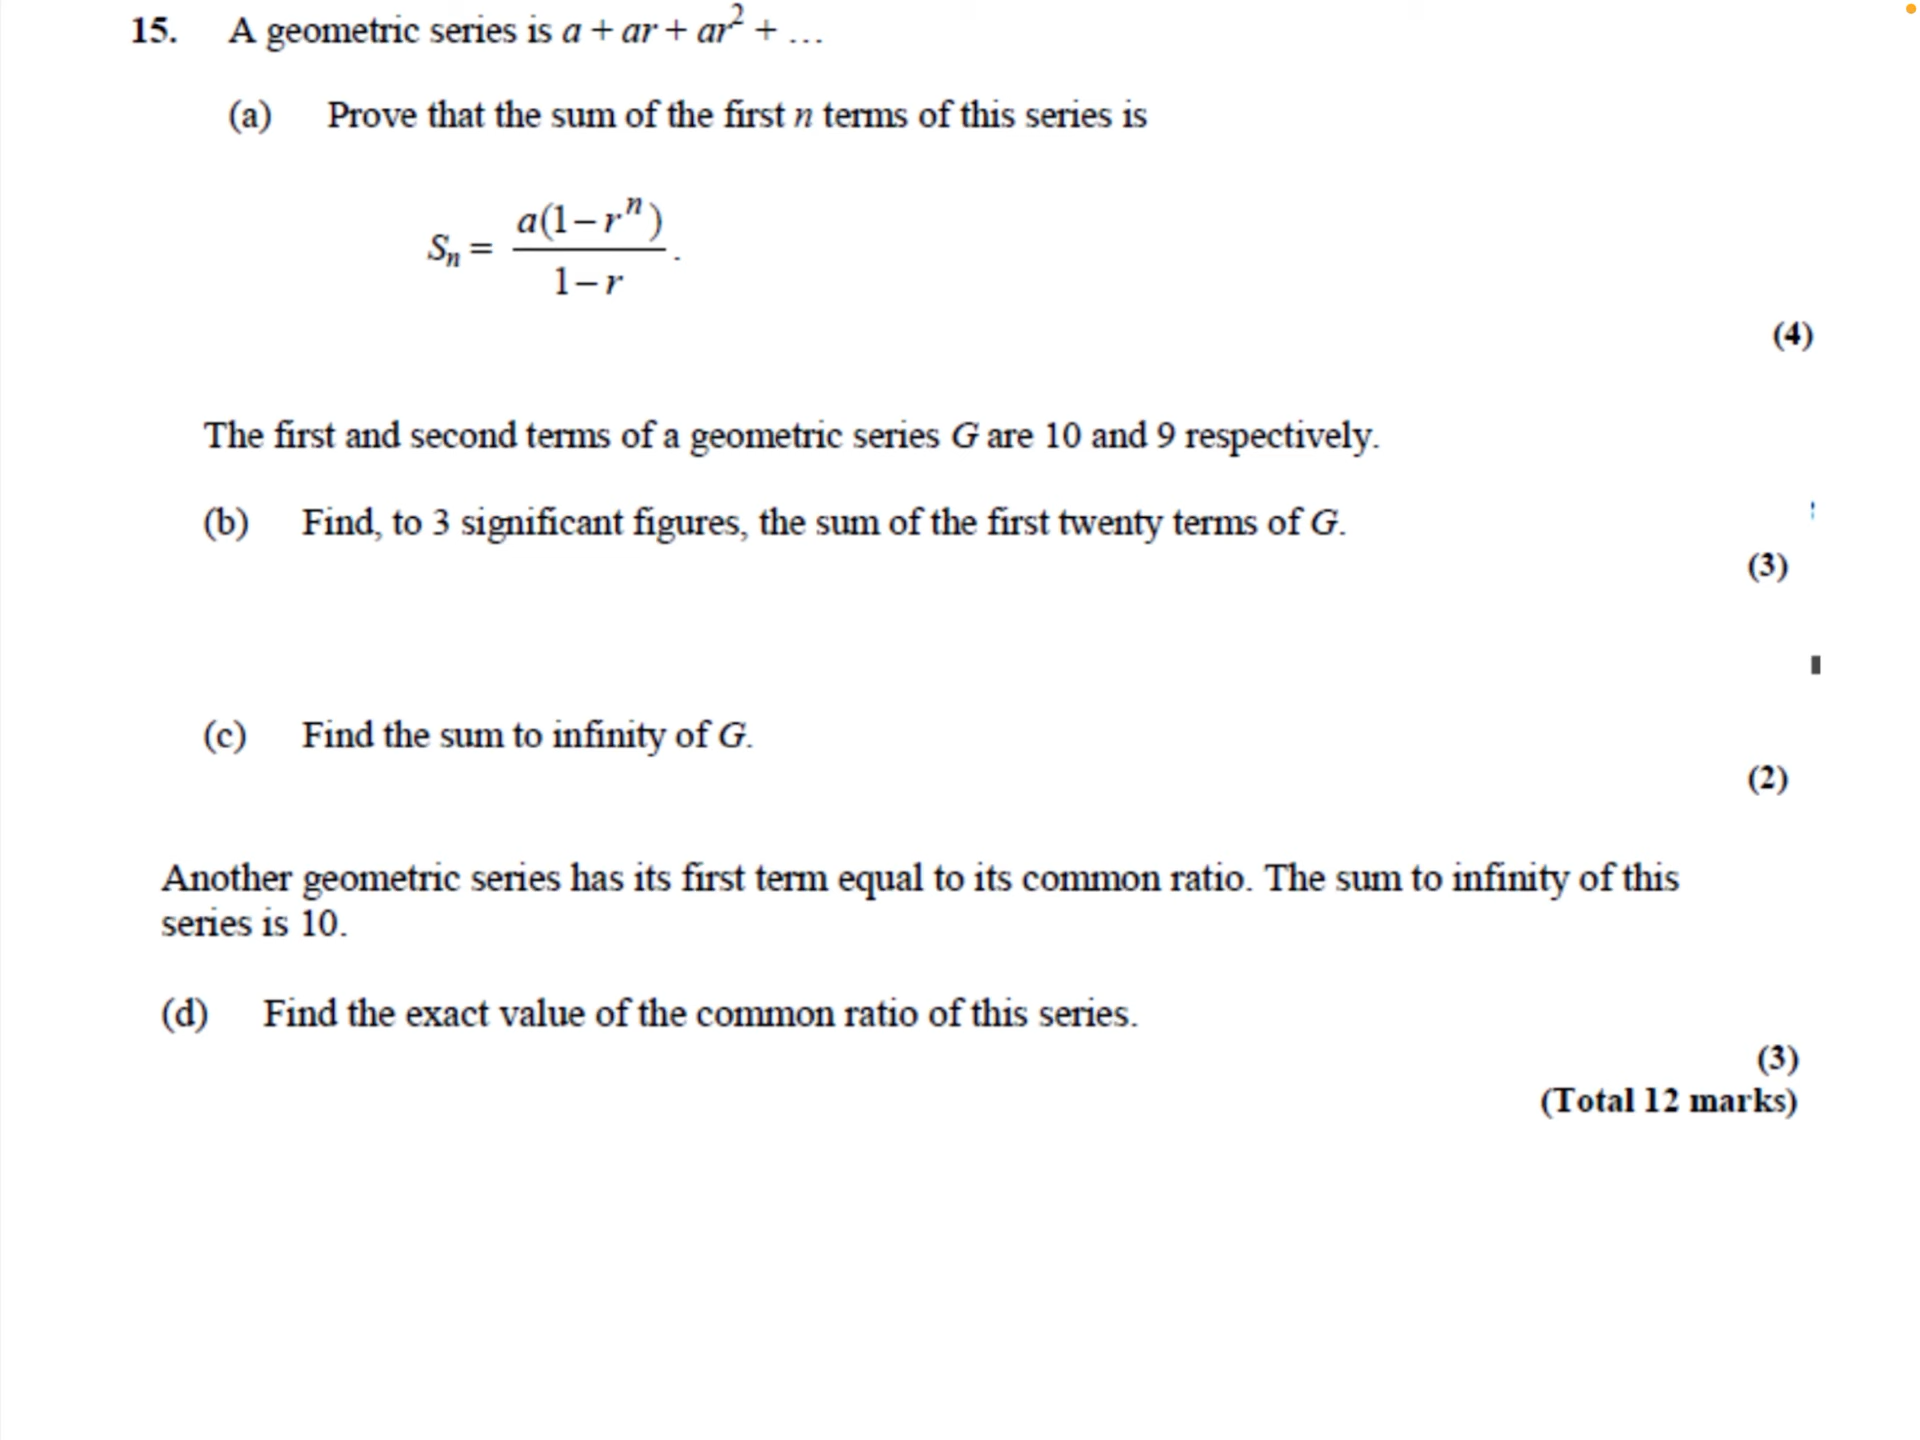 15. A geometric series is a + ar + ar² + ...
(a) Prove that the sum of the first n terms of this series is
Sₙ = a(1–rⁿ) / 1–r .
(4)
The first and second terms of a geometric series G are 10 and 9 respectively.
(b) Find, to 3 significant figures, the sum of the first twenty terms of G.
(3)
(c) Find the sum to infinity of G.
(2)
Another geometric series has its first term equal to its common ratio. The sum to infinity of this
series is 10.
(d) Find the exact value of the common ratio of this series.
(3)
(Total 12 marks)